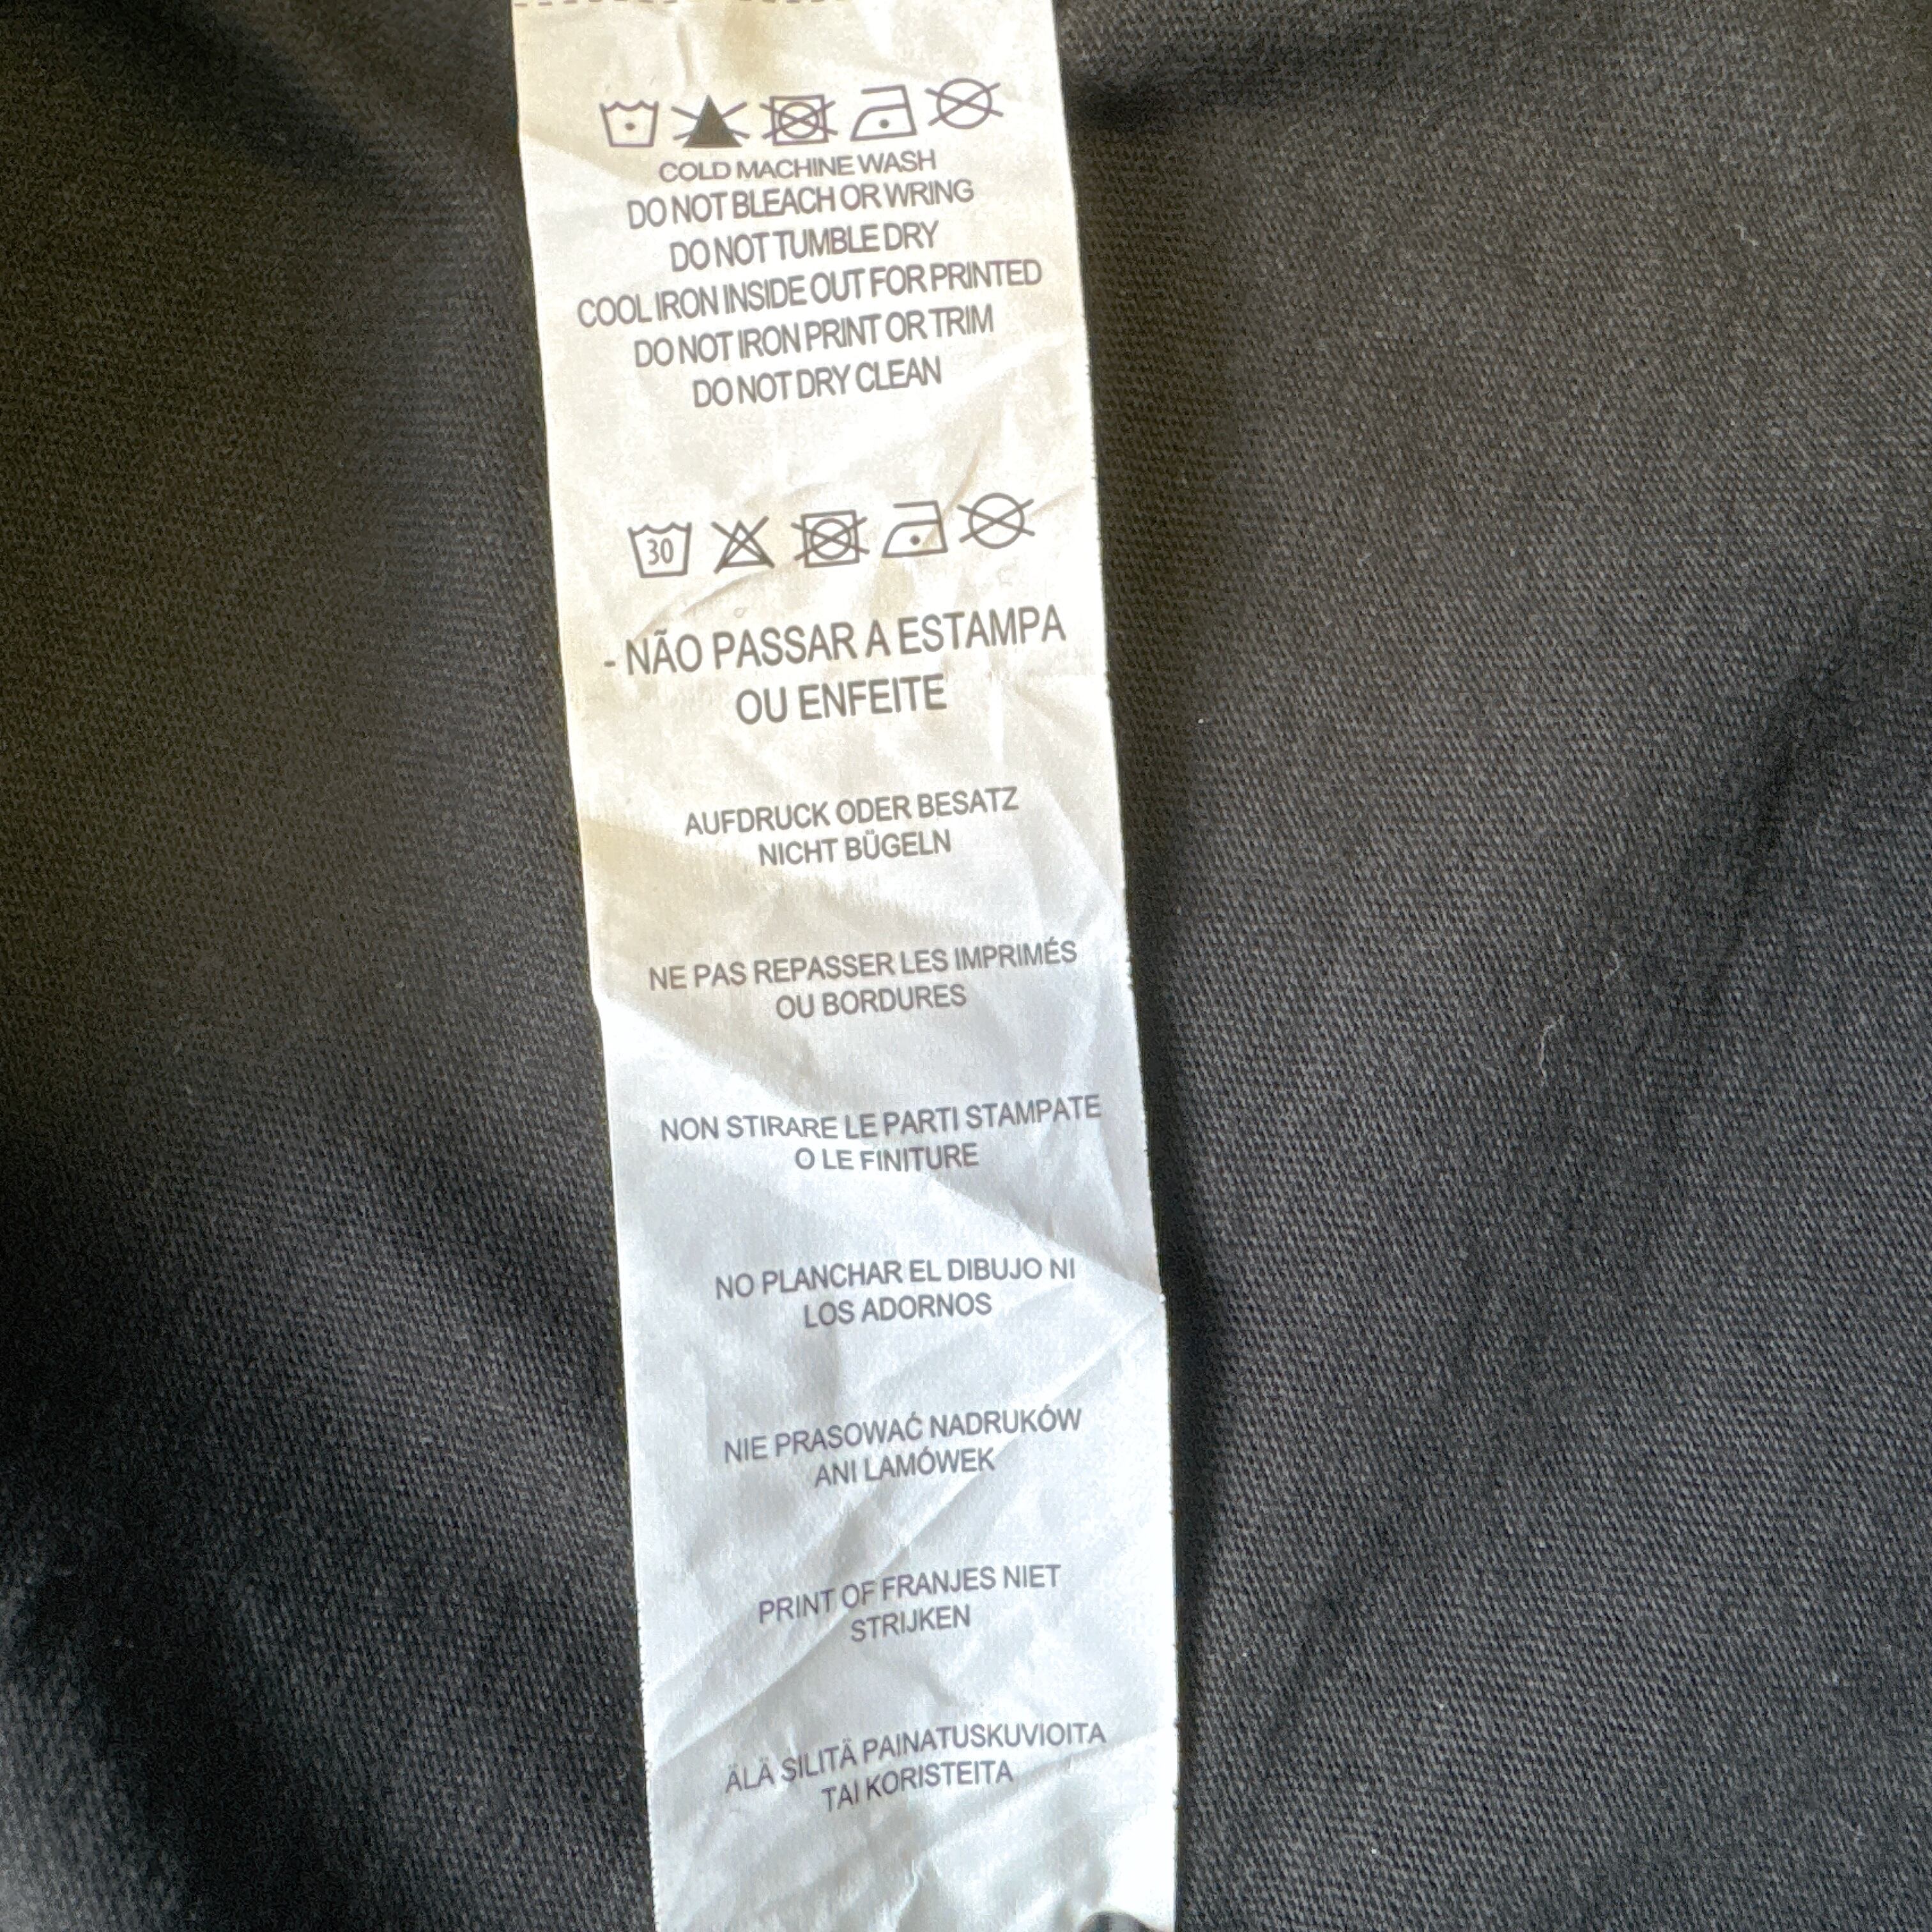 COLD MACHINE WASH
DO NOT BLEACH OR WRING
DO NOT TUMBLE DRY
COOL IRON INSIDE OUT FOR PRINTED
DO NOT IRON PRINT OR TRIM
DO NOT DRY CLEAN
30
- NÃO PASSAR A ESTAMPA
OU ENFEITE
AUFDRUCK ODER BESATZ
NICHT BÜGELN
NE PAS REPASSER LES IMPRIMÉS
OU BORDURES
NON STIRARE LE PARTI STAMPATE
O LE FINITURE
NO PLANCHAR EL DIBUJO NI
LOS ADORNOS
NIE PRASOWAĆ NADRUKÓW
ANI LAMÓWEK
PRINT OF FRANJES NIET
STRIJKEN
ÄLÄ SILITÄ PAINATUSKUVIOITA
TAI KORISTEITA